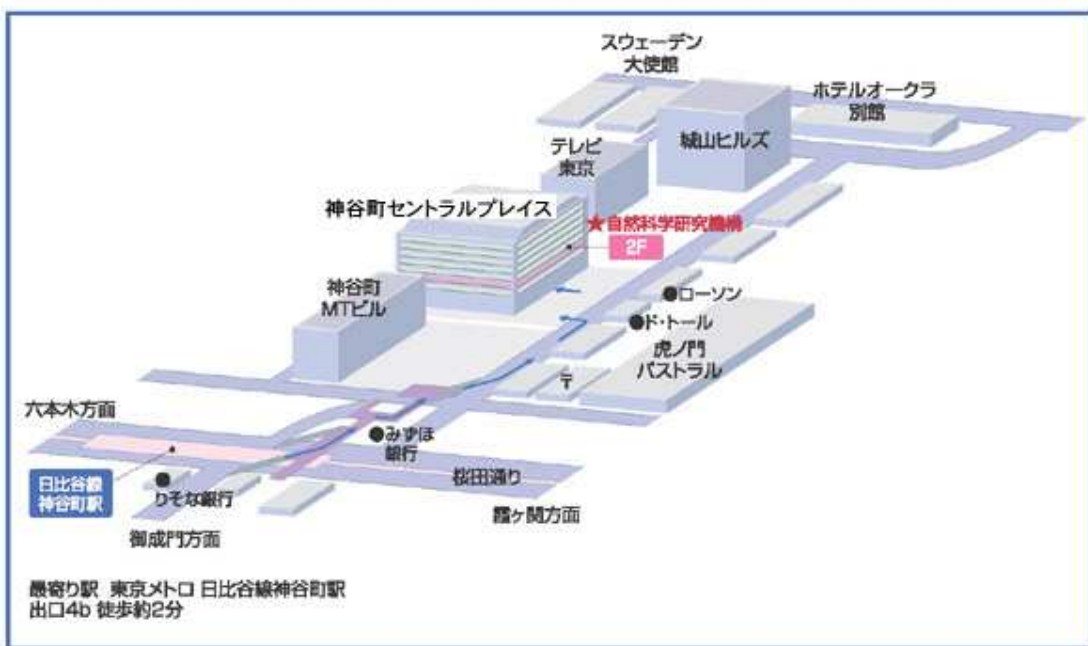 スウェーデン
大使館
ホテルオークラ
別館
城山ヒルズ
テレビ
東京
神谷町セントラルプレイス
★自然科学研究機構
2F
神谷町
MTビル
●ローソン
●ド・トール
虎ノ門
パストラル
〒
六本木方面
●みずほ
銀行
日比谷線
神谷町駅
●
りそな銀行
桜田通り
霞ヶ関方面
御成門方面
最寄り駅 東京メトロ 日比谷線神谷町駅
出口4b 徒歩約2分